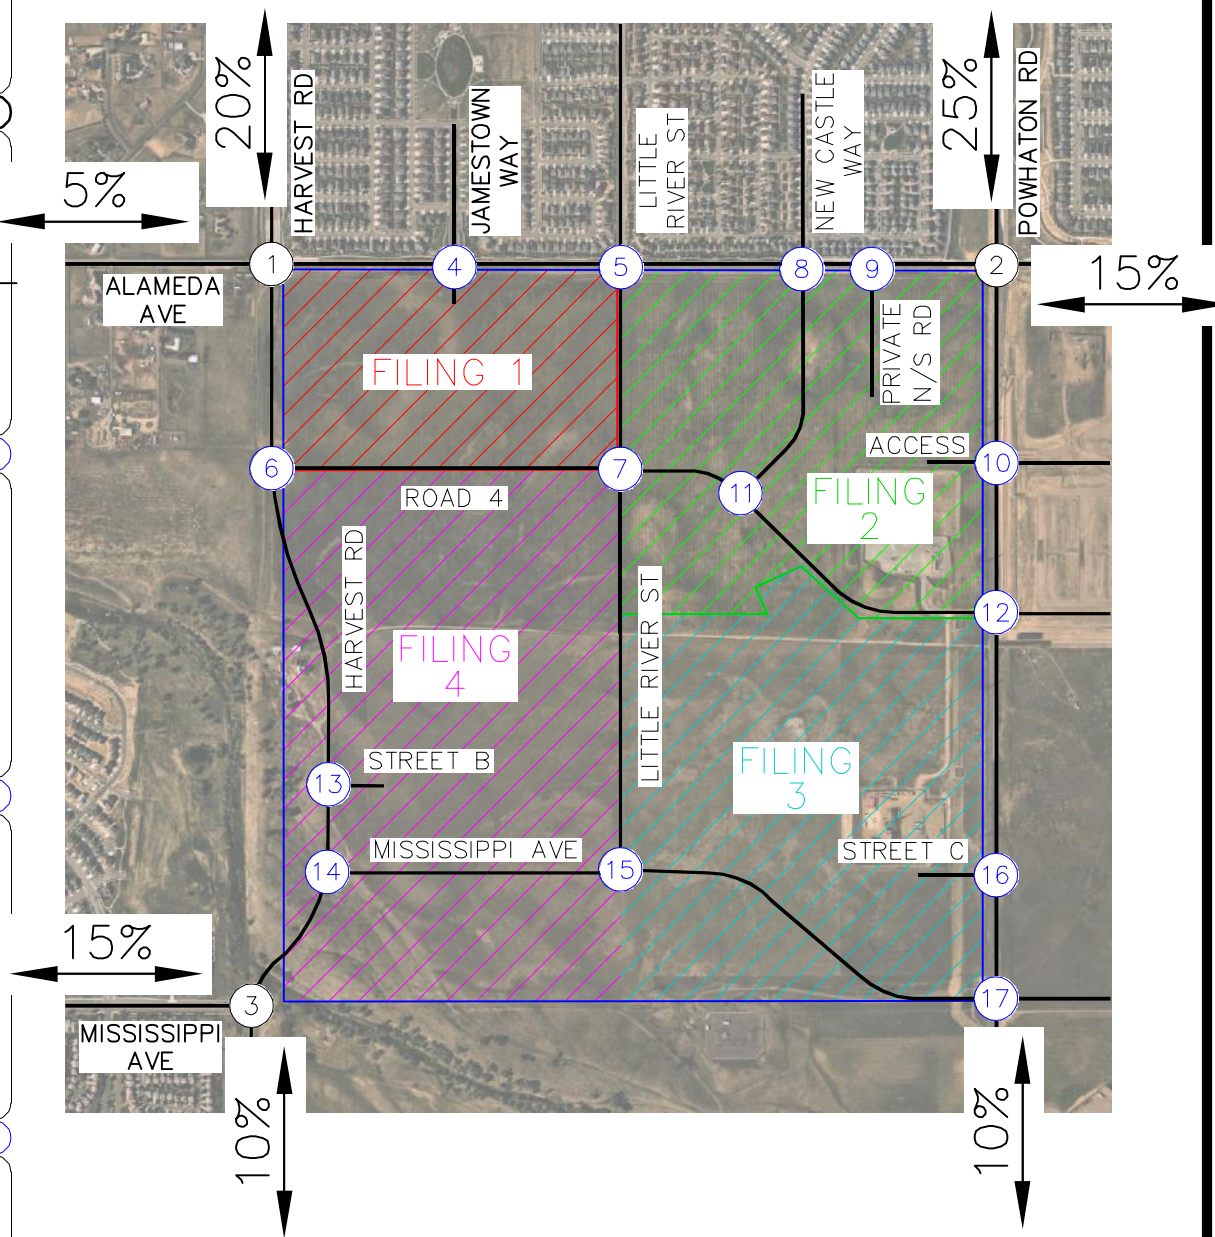 20%
HARVEST RD
JAMESTOWN
WAY
LITTLE
RIVER ST
NEW CASTLE
WAY
25%
POWHATON RD
5%
1
4
5
8
9
2
15%
ALAMEDA
AVE
PRIVATE
N/S RD
FILING 1
ACCESS
6
7
10
ROAD 4
11
FILING
2
HARVEST RD
LITTLE RIVER ST
12
FILING
4
STREET B
FILING
3
13
MISSISSIPPI AVE
STREET C
14
15
16
15%
3
17
MISSISSIPPI
AVE
10%
10%